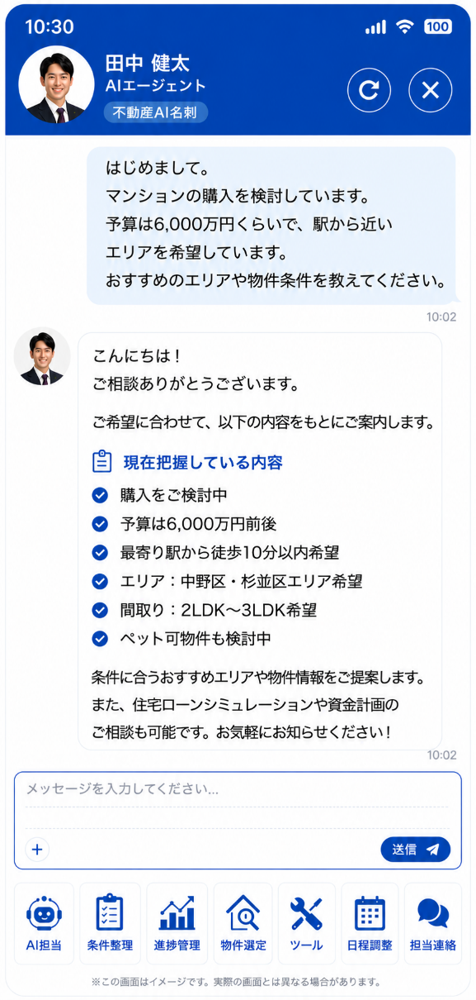 10:30
100
田中 健太
AIエージェント
不動産AI名刺
はじめまして。
マンションの購入を検討しています。
予算は6,000万円くらいで、駅から近い
エリアを希望しています。
おすすめのエリアや物件条件を教えてください。
10:02
こんにちは！
ご相談ありがとうございます。
ご希望に合わせて、以下の内容をもとにご案内します。
現在把握している内容
購入をご検討中
予算は6,000万円前後
最寄り駅から徒歩10分以内希望
エリア：中野区・杉並区エリア希望
間取り：2LDK〜3LDK希望
ペット可物件も検討中
条件に合うおすすめエリアや物件情報をご提案します。
また、住宅ローンシミュレーションや資金計画の
ご相談も可能です。お気軽にお知らせください！
10:02
メッセージを入力してください...
送信
AI担当 条件整理 進捗管理 物件選定 ツール 日程調整 担当連絡
※この画面はイメージです。実際の画面とは異なる場合があります。